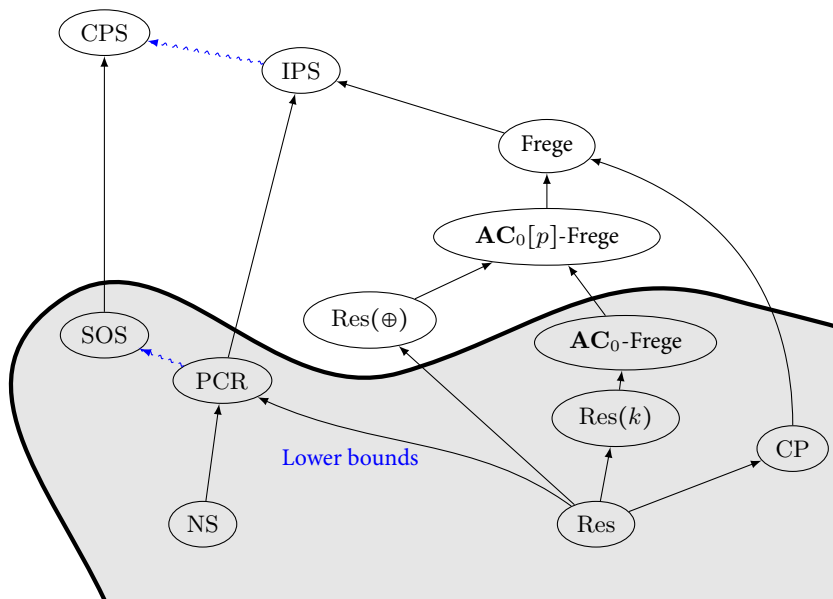 CPS
IPS
Frege
AC₀[p]-Frege
Res(⊕)
SOS
AC₀-Frege
PCR
Res(k)
CP
Lower bounds
NS
Res